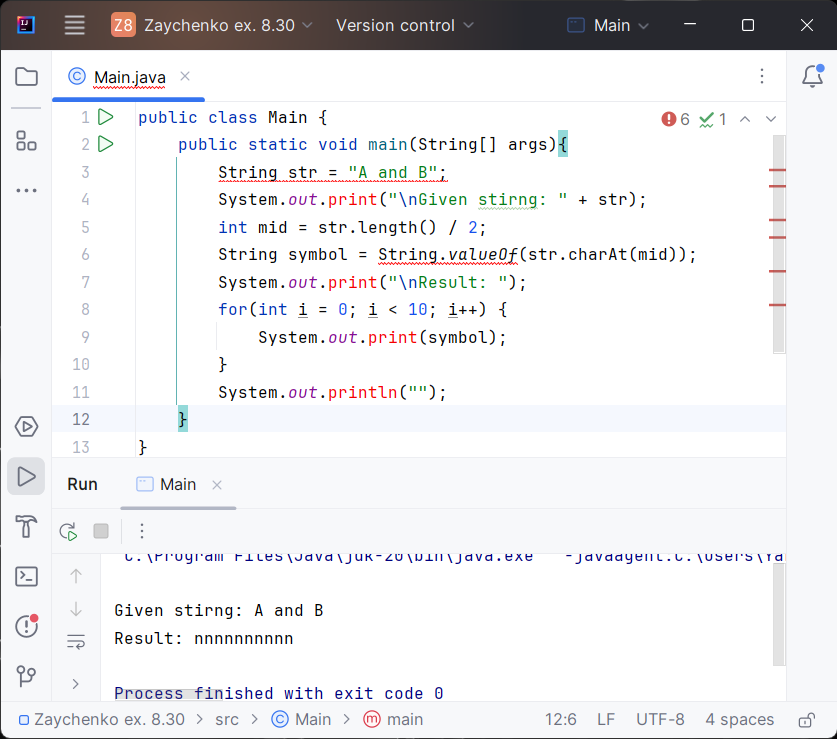 Z8 Zaychenko ex. 8.30 Version control Main
Main.java
6 1
1 public class Main {
2 public static void main(String[] args){
3 String str = "A and B";
4 System.out.print("\nGiven stirng: " + str);
5 int mid = str.length() / 2;
6 String symbol = String.valueOf(str.charAt(mid));
7 System.out.print("\nResult: ");
8 for(int i = 0; i < 10; i++) {
9 System.out.print(symbol);
10 }
11 System.out.println("");
12 }
13 }
Run Main
"C:\Program Files\Java\jdk-20\bin\java.exe" "-javaagent:C:\Users\Ya
Given stirng: A and B
Result: nnnnnnnnnn
Process finished with exit code 0
Zaychenko ex. 8.30 > src > Main > main 12:6 LF UTF-8 4 spaces